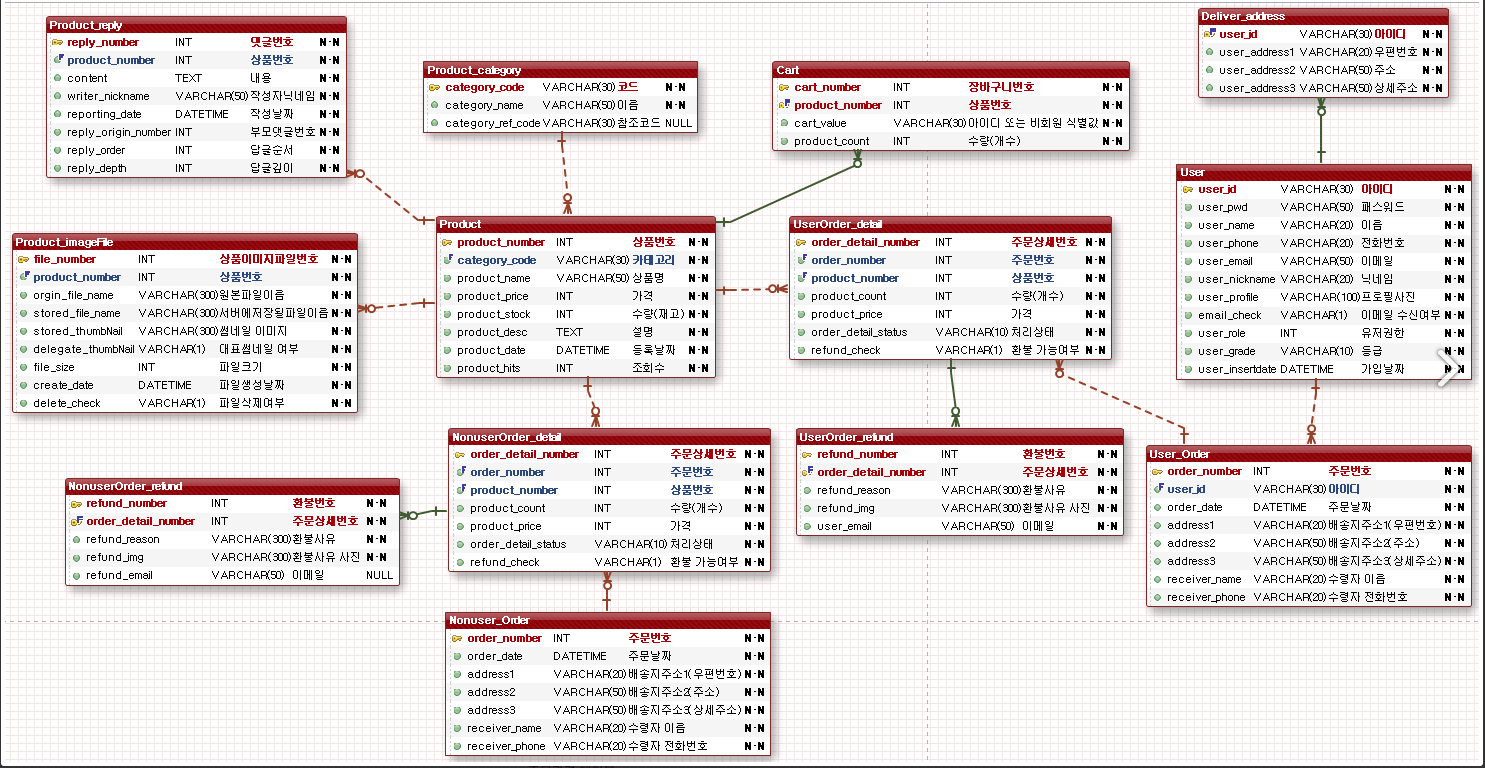 Product_reply
reply_number INT 댓글번호 N-N
product_number INT 상품번호 N-N
content TEXT 내용 N-N
writer_nickname VARCHAR(50) 작성자닉네임 N-N
reporting_date DATETIME 작성날짜 N-N
reply_origin_number INT 부모댓글번호 N-N
reply_order INT 답글순서 N-N
reply_depth INT 답글깊이 N-N
Product_category
category_code VARCHAR(30) 코드 N-N
category_name VARCHAR(50) 이름 N-N
category_ref_code VARCHAR(30) 참조코드 NULL
Cart
cart_number INT 장바구니번호 N-N
product_number INT 상품번호 N-N
cart_value VARCHAR(30) 아이디 또는 비회원 식별값 N-N
product_count INT 수량(개수) N-N
Deliver_address
user_id VARCHAR(30) 아이디 N-N
user_address1 VARCHAR(20) 우편번호 N-N
user_address2 VARCHAR(50) 주소 N-N
user_address3 VARCHAR(50) 상세주소 N-N
Product_imageFile
file_number INT 상품이미지파일번호 N-N
product_number INT 상품번호 N-N
orgin_file_name VARCHAR(300) 원본파일이름 N-N
stored_file_name VARCHAR(300) 서버에저장될파일이름 N-N
stored_thumbNail VARCHAR(300) 썸네일 이미지 N-N
delegate_thumbNail VARCHAR(1) 대표썸네일 여부 N-N
file_size INT 파일크기 N-N
create_date DATETIME 파일생성날짜 N-N
delete_check VARCHAR(1) 파일삭제여부 N-N
Product
product_number INT 상품번호 N-N
category_code VARCHAR(30) 카테고리 N-N
product_name VARCHAR(50) 상품명 N-N
product_price INT 가격 N-N
product_stock INT 수량(재고) N-N
product_desc TEXT 설명 N-N
product_date DATETIME 등록날짜 N-N
product_hits INT 조회수 N-N
UserOrder_detail
order_detail_number INT 주문상세번호 N-N
order_number INT 주문번호 N-N
product_number INT 상품번호 N-N
product_count INT 수량(개수) N-N
product_price INT 가격 N-N
order_detail_status VARCHAR(10) 처리상태 N-N
refund_check VARCHAR(1) 환불 가능여부 N-N
User
user_id VARCHAR(30) 아이디 N-N
user_pwd VARCHAR(50) 패스워드 N-N
user_name VARCHAR(20) 이름 N-N
user_phone VARCHAR(20) 전화번호 N-N
user_email VARCHAR(50) 이메일 N-N
user_nickname VARCHAR(20) 닉네임 N-N
user_profile VARCHAR(100) 프로필사진 N-N
email_check VARCHAR(1) 이메일 수신여부 N-N
user_role INT 유저권한 N-N
user_grade VARCHAR(10) 등급 N-N
user_insertdate DATETIME 가입날짜 N-N
NonuserOrder_refund
refund_number INT 환불번호 N-N
order_detail_number INT 주문상세번호 N-N
refund_reason VARCHAR(300) 환불사유 N-N
refund_img VARCHAR(300) 환불사유 사진 N-N
refund_email VARCHAR(50) 이메일 NULL
NonuserOrder_detail
order_detail_number INT 주문상세번호 N-N
order_number INT 주문번호 N-N
product_number INT 상품번호 N-N
product_count INT 수량(개수) N-N
product_price INT 가격 N-N
order_detail_status VARCHAR(10) 처리상태 N-N
refund_check VARCHAR(1) 환불 가능여부 N-N
UserOrder_refund
refund_number INT 환불번호 N-N
order_detail_number INT 주문상세번호 N-N
refund_reason VARCHAR(300) 환불사유 N-N
refund_img VARCHAR(300) 환불사유 사진 N-N
user_email VARCHAR(50) 이메일 N-N
User_Order
order_number INT 주문번호 N-N
user_id VARCHAR(30) 아이디 N-N
order_date DATETIME 주문날짜 N-N
address1 VARCHAR(20) 배송지주소1(우편번호) N-N
address2 VARCHAR(50) 배송지주소2(주소) N-N
address3 VARCHAR(50) 배송지주소3(상세주소) N-N
receiver_name VARCHAR(20) 수령자 이름 N-N
receiver_phone VARCHAR(20) 수령자 전화번호 N-N
Nonuser_Order
order_number INT 주문번호 N-N
order_date DATETIME 주문날짜 N-N
address1 VARCHAR(20) 배송지주소1(우편번호) N-N
address2 VARCHAR(50) 배송지주소2(주소) N-N
address3 VARCHAR(50) 배송지주소3(상세주소) N-N
receiver_name VARCHAR(20) 수령자 이름 N-N
receiver_phone VARCHAR(20) 수령자 전화번호 N-N